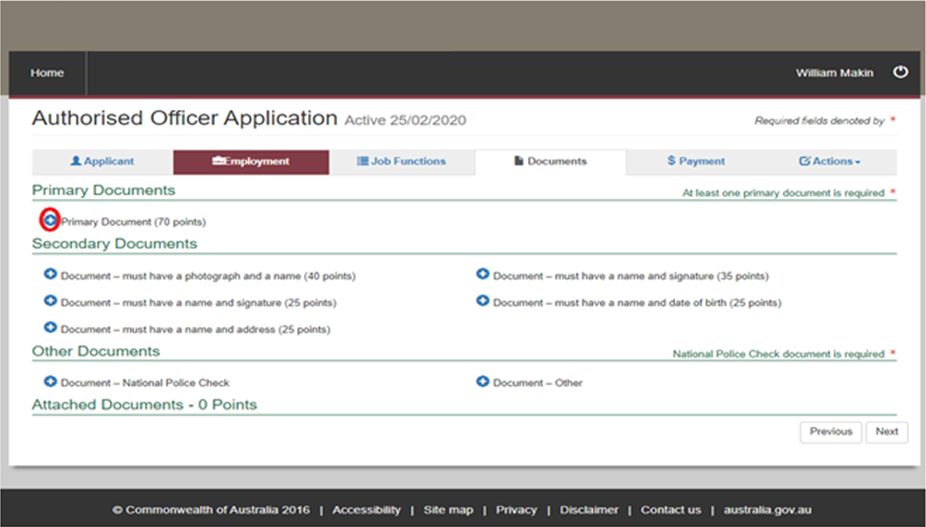 Home William Makin
Authorised Officer Application Active 25/02/2020 Required fields denoted by *
Applicant Employment Job Functions Documents $ Payment Actions
Primary Documents At least one primary document is required *
Primary Document (70 points)
Secondary Documents
Document – must have a photograph and a name (40 points) Document – must have a name and signature (35 points)
Document – must have a name and signature (25 points) Document – must have a name and date of birth (25 points)
Document – must have a name and address (25 points)
Other Documents National Police Check document is required *
Document – National Police Check Document – Other
Attached Documents - 0 Points
Previous Next
© Commonwealth of Australia 2016 | Accessibility | Site map | Privacy | Disclaimer | Contact us | australia.gov.au